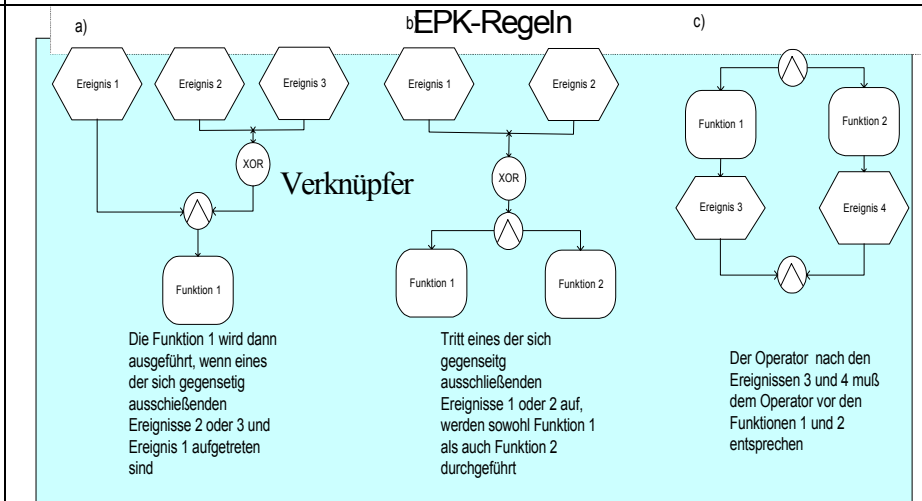 EPK-Regeln
a)
Ereignis 1
Ereignis 2
Ereignis 3
XOR
Verknüpfer
Funktion 1
Die Funktion 1 wird dann
ausgeführt, wenn eines
der sich gegensetig
ausschießenden
Ereignisse 2 oder 3 und
Ereignis 1 aufgetreten
sind
b)
Ereignis 1
Ereignis 2
XOR
Funktion 1
Funktion 2
Tritt eines der sich
gegenseitg
ausschließenden
Ereignisse 1 oder 2 auf,
werden sowohl Funktion 1
als auch Funktion 2
durchgeführt
c)
Funktion 1
Funktion 2
Ereignis 3
Ereignis 4
Der Operator nach den
Ereignissen 3 und 4 muß
dem Operator vor den
Funktionen 1 und 2
entsprechen